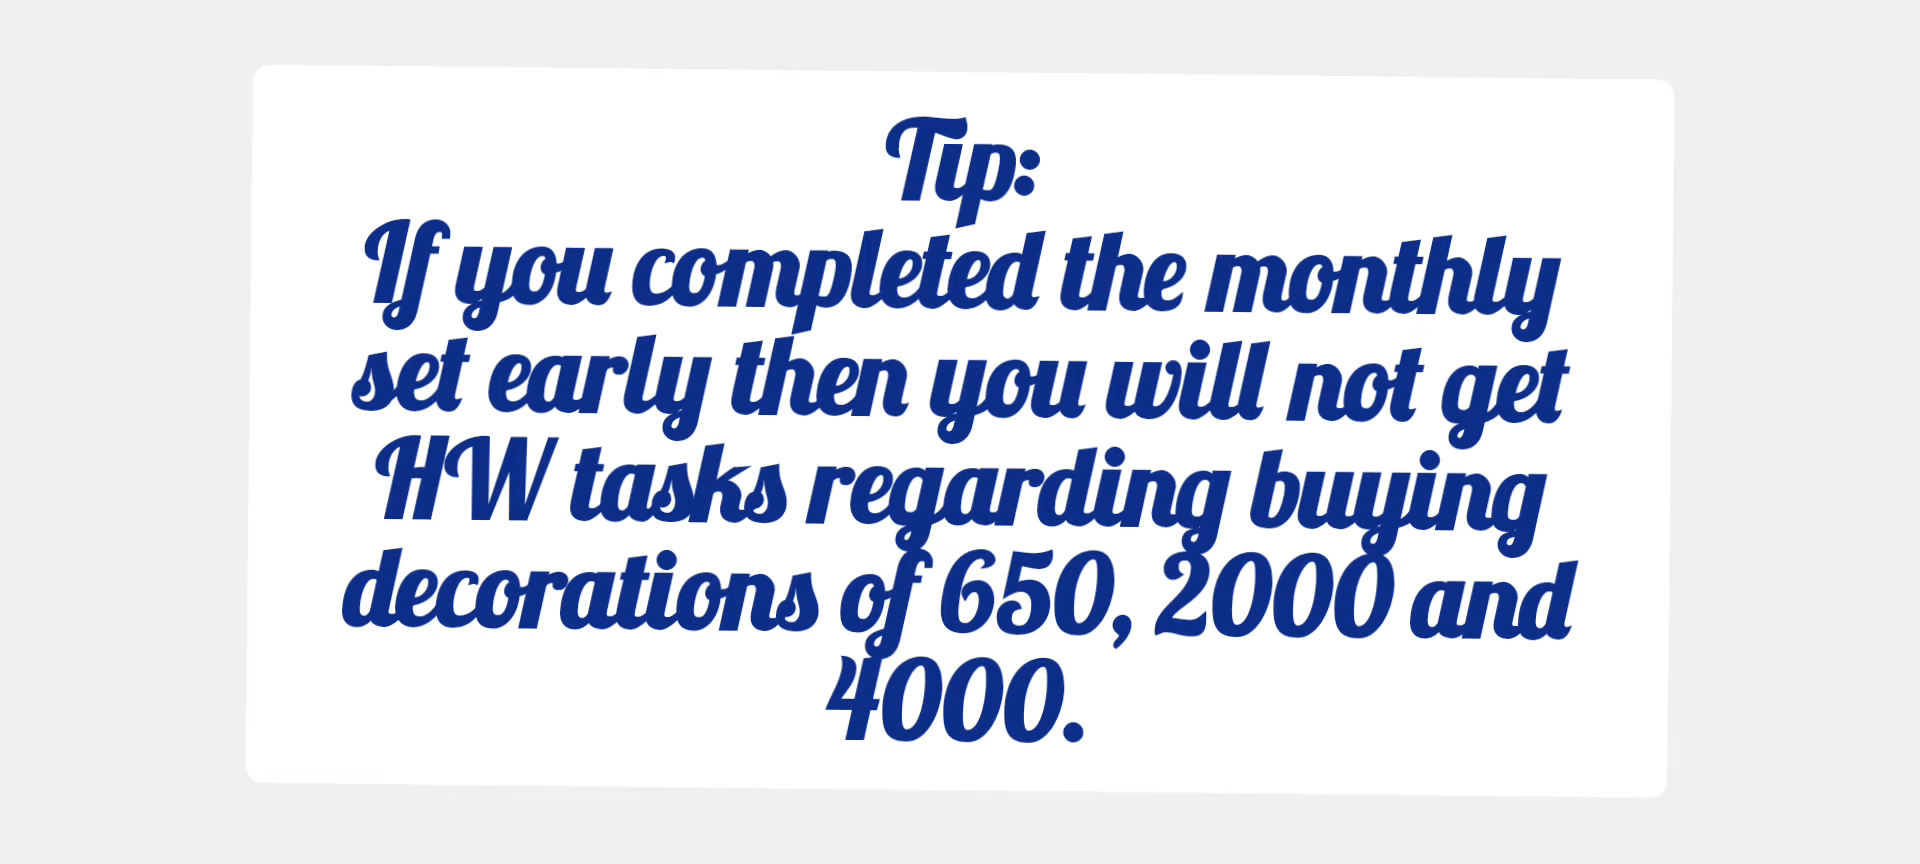 Tip:
If you completed the monthly
set early then you will not get
HW tasks regarding buying
decorations of 650, 2000 and
4000.